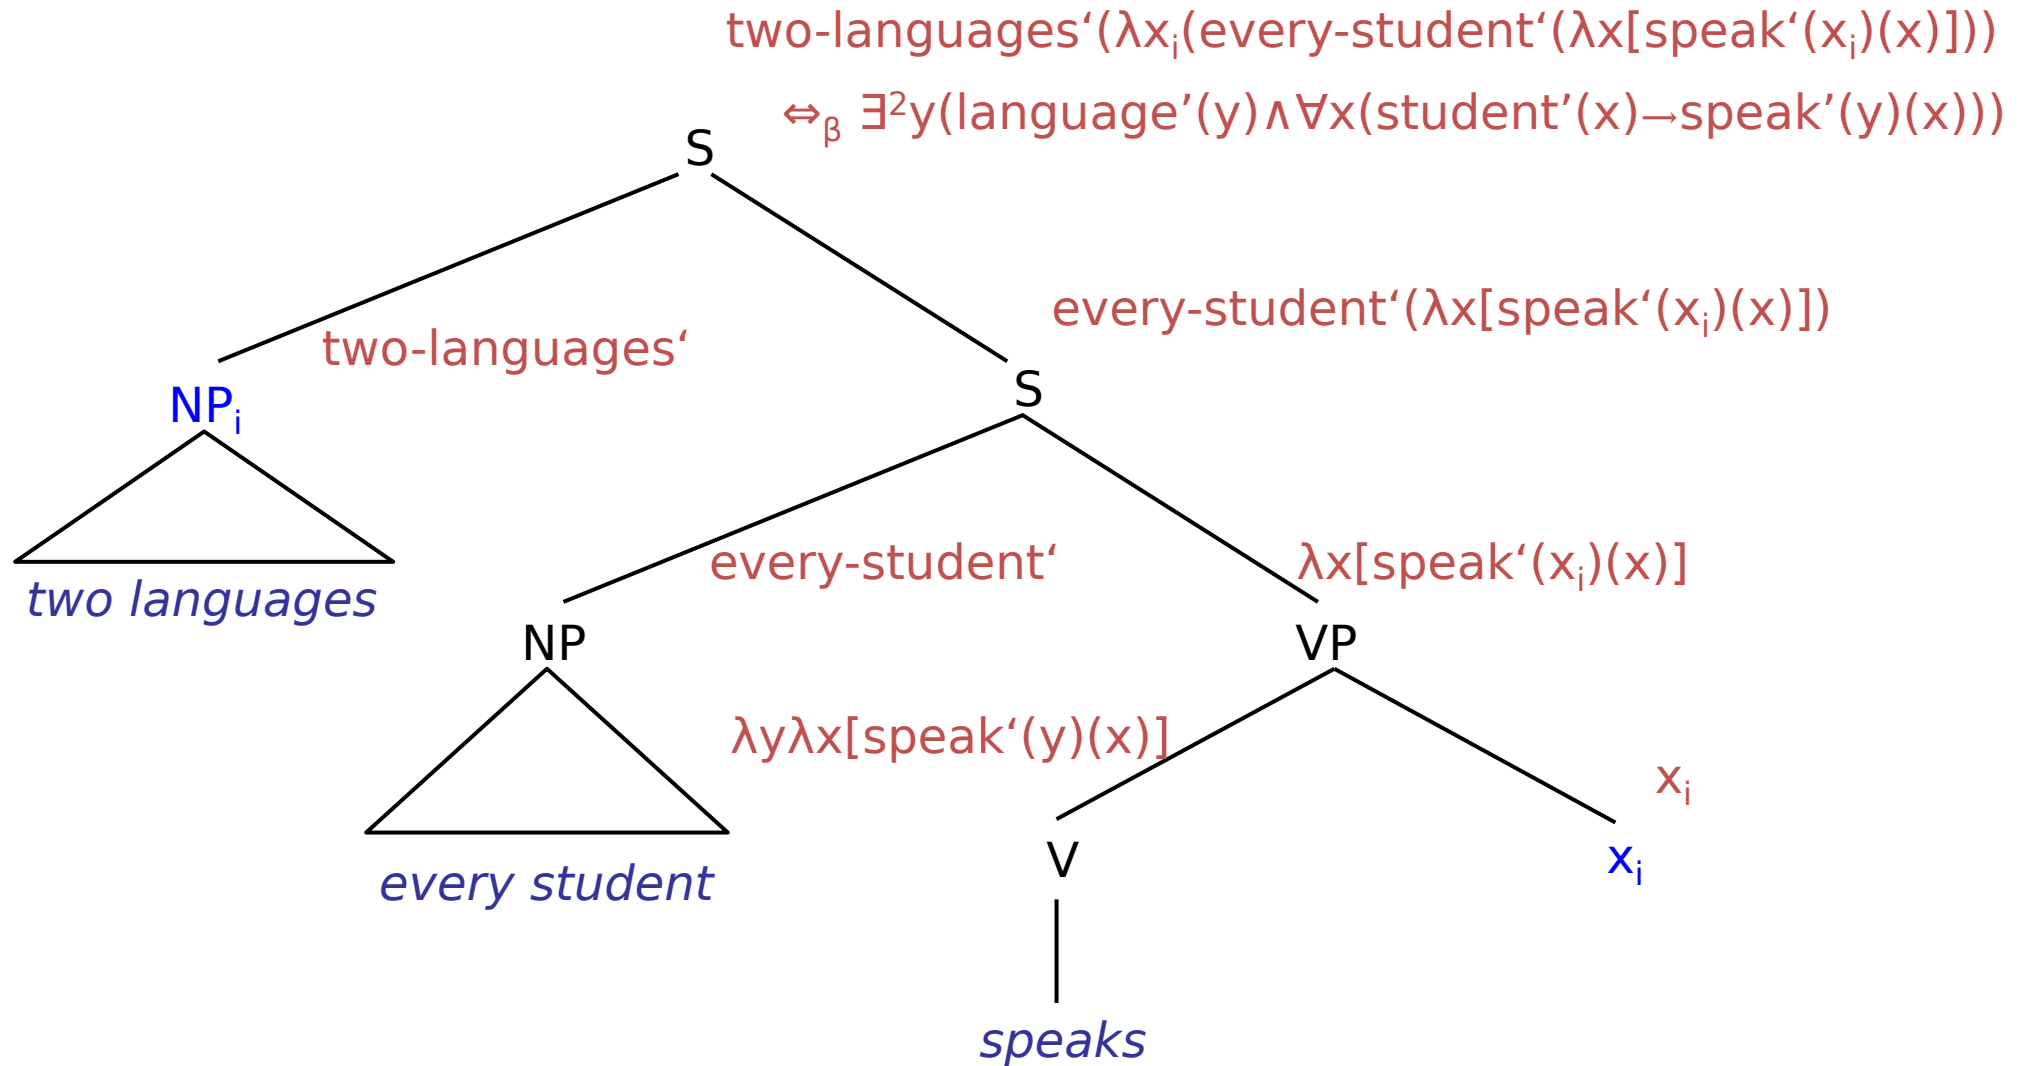 two-languages‘(λxᵢ(every-student‘(λx[speak‘(xᵢ)(x)]))
⇔ᵦ ∃²y(language’(y)∧∀x(student’(x)→speak’(y)(x)))
S
every-student‘(λx[speak‘(xᵢ)(x)])
two-languages‘
S
NPᵢ
two languages
every-student‘
λx[speak‘(xᵢ)(x)]
NP
VP
λyλx[speak‘(y)(x)]
xᵢ
V
xᵢ
every student
speaks